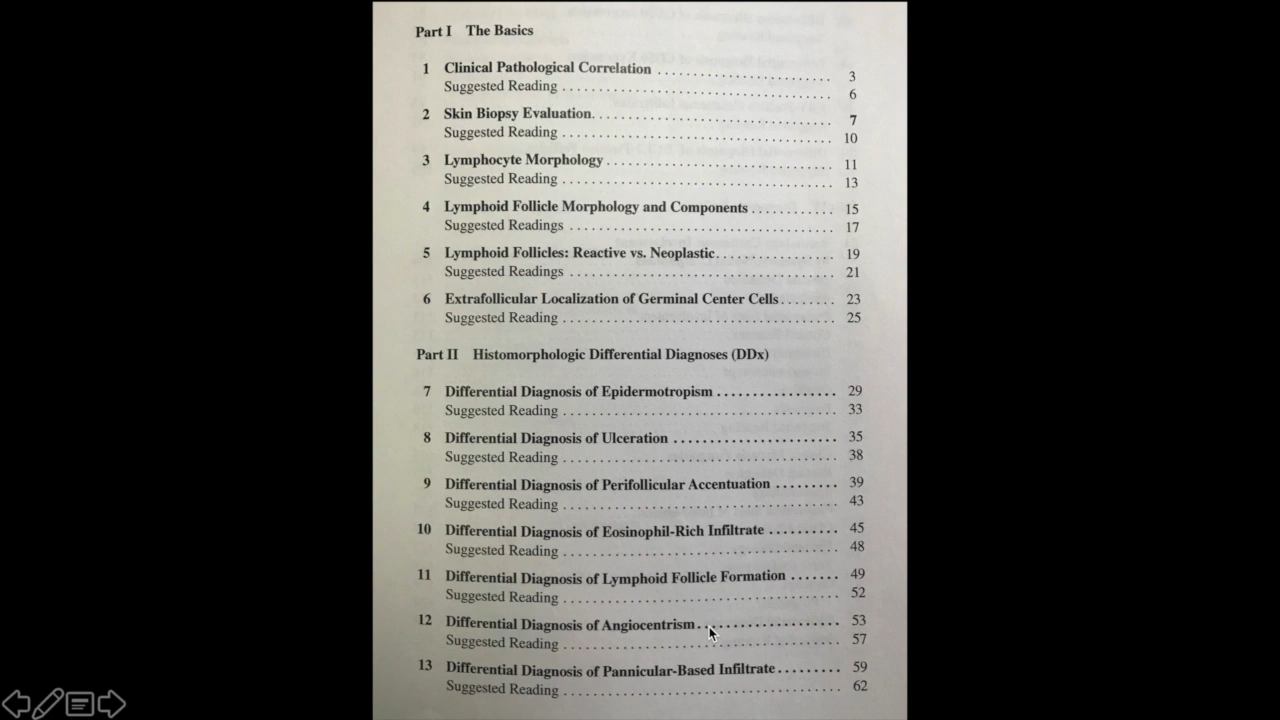 Part I The Basics
1 Clinical Pathological Correlation ........................ 3
Suggested Reading .................................... 6
2 Skin Biopsy Evaluation. ................................ 7
Suggested Reading .................................... 10
3 Lymphocyte Morphology .............................. 11
Suggested Reading .................................... 13
4 Lymphoid Follicle Morphology and Components ........... 15
Suggested Readings ................................... 17
5 Lymphoid Follicles: Reactive vs. Neoplastic ............... 19
Suggested Readings ................................... 21
6 Extrafollicular Localization of Germinal Center Cells ........ 23
Suggested Reading .................................... 25
Part II Histomorphologic Differential Diagnoses (DDx)
7 Differential Diagnosis of Epidermotropism ................ 29
Suggested Reading .................................... 33
8 Differential Diagnosis of Ulceration ...................... 35
Suggested Reading .................................... 38
9 Differential Diagnosis of Perifollicular Accentuation ......... 39
Suggested Reading .................................... 43
10 Differential Diagnosis of Eosinophil-Rich Infiltrate .......... 45
Suggested Reading .................................... 48
11 Differential Diagnosis of Lymphoid Follicle Formation ....... 49
Suggested Reading .................................... 52
12 Differential Diagnosis of Angiocentrism ................... 53
Suggested Reading .................................... 57
13 Differential Diagnosis of Pannicular-Based Infiltrate ......... 59
Suggested Reading .................................... 62